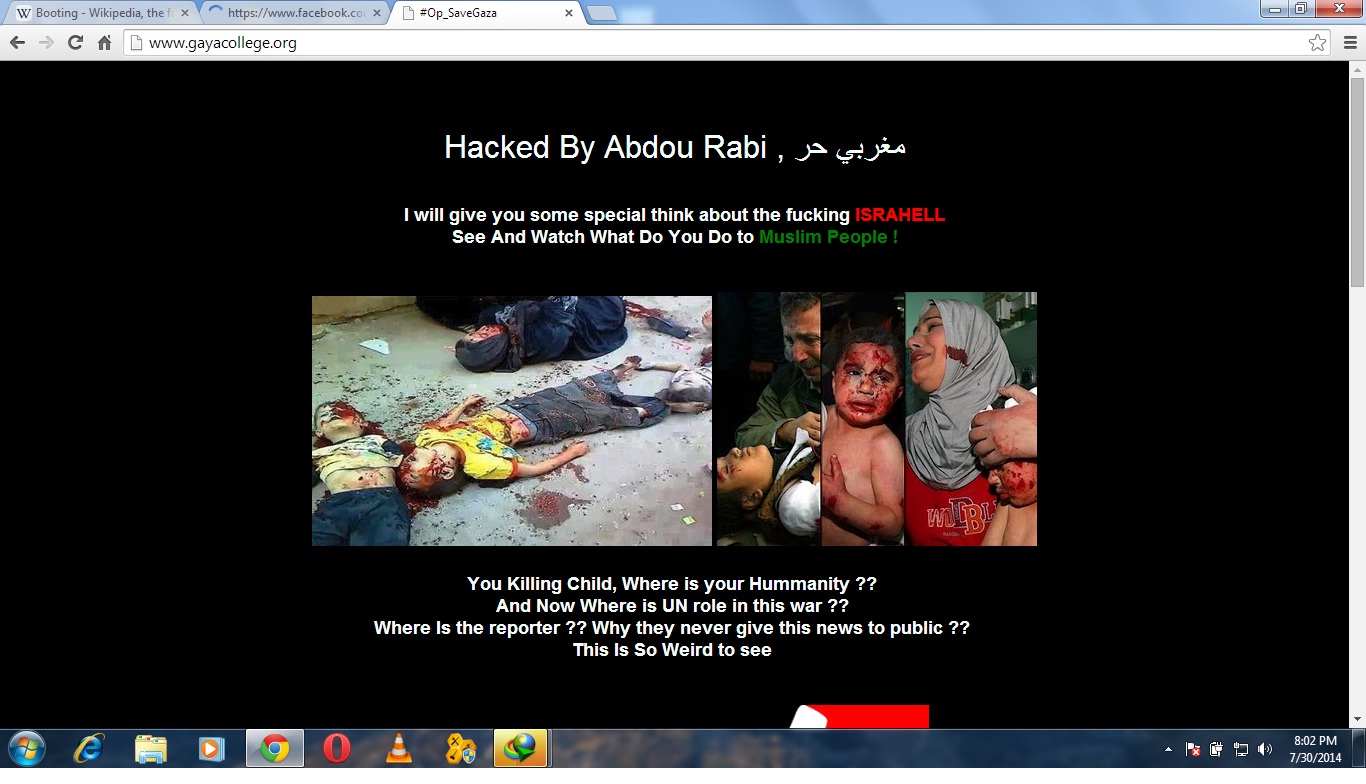 Booting - Wikipedia, the f
https://www.facebook.co
#Op_SaveGaza
www.gayacollege.org
Hacked By Abdou Rabi , مغربي حر
I will give you some special think about the fucking ISRAHELL
See And Watch What Do You Do to Muslim People !
You Killing Child, Where is your Hummanity ??
And Now Where is UN role in this war ??
Where Is the reporter ?? Why they never give this news to public ??
This Is So Weird to see
8:02 PM
7/30/2014